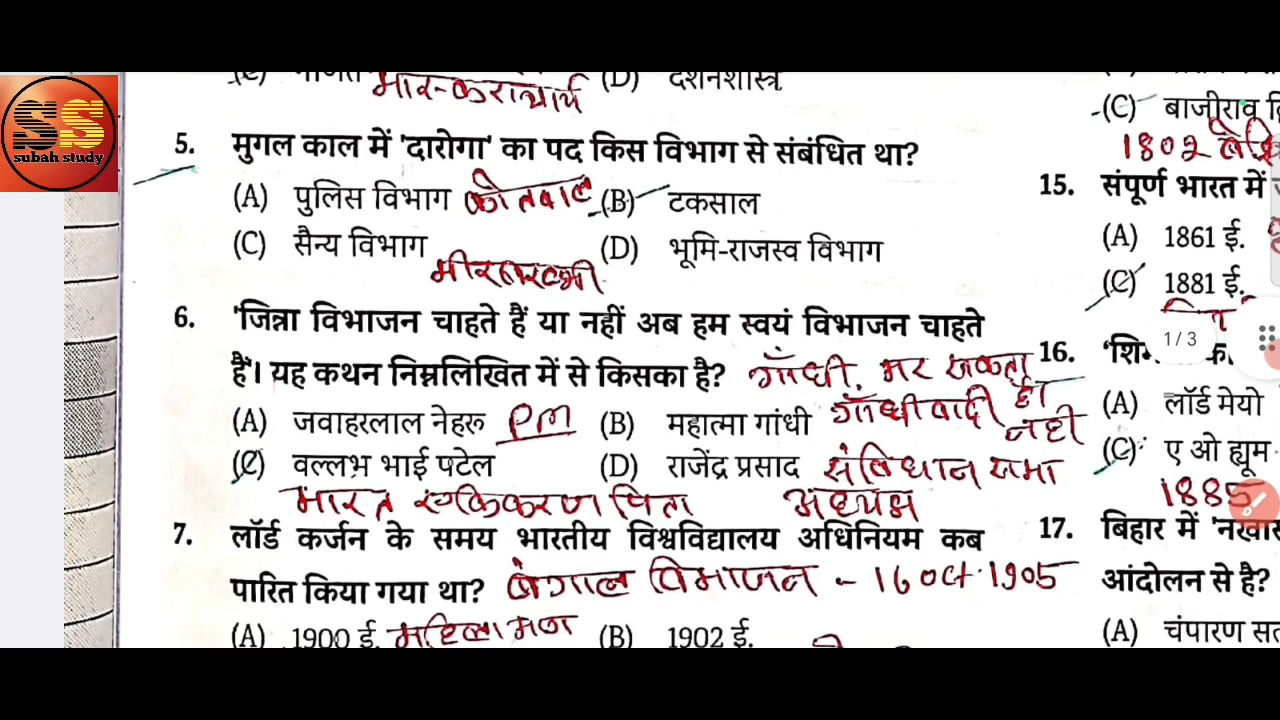 SS
subah study
(C)
भास्कराचार्य
(D) दर्शनशास्त्र
5. मुगल काल में 'दारोगा' का पद किस विभाग से संबंधित था?
(A) पुलिस विभाग कोतवाल (B) टकसाल
(C) सैन्य विभाग (D) भूमि-राजस्व विभाग
मीरबख्शी
6. 'जिन्ना विभाजन चाहते हैं या नहीं अब हम स्वयं विभाजन चाहते
हैं'। यह कथन निम्नलिखित में से किसका है? गाँधी मर सकता
(A) जवाहरलाल नेहरू PM (B) महात्मा गांधी गाँधीवादी नहीं
(C) वल्लभ भाई पटेल (D) राजेंद्र प्रसाद संविधान सभा
भारत एकिकरण पिता अध्यक्ष
7. लॉर्ड कर्जन के समय भारतीय विश्वविद्यालय अधिनियम कब
पारित किया गया था? बंगाल विभाजन - 16 Oct. 1905
(A) 1900 ई. (B) 1902 ई.
(C) बाजीराव
1802
15. संपूर्ण भारत में
(A) 1861 ई.
(C) 1881 ई.
1/3
16.
(A) लॉर्ड मेयो
(C) ए ओ ह्यूम
1885
17. बिहार में
आंदोलन से है?
(A) चंपारण